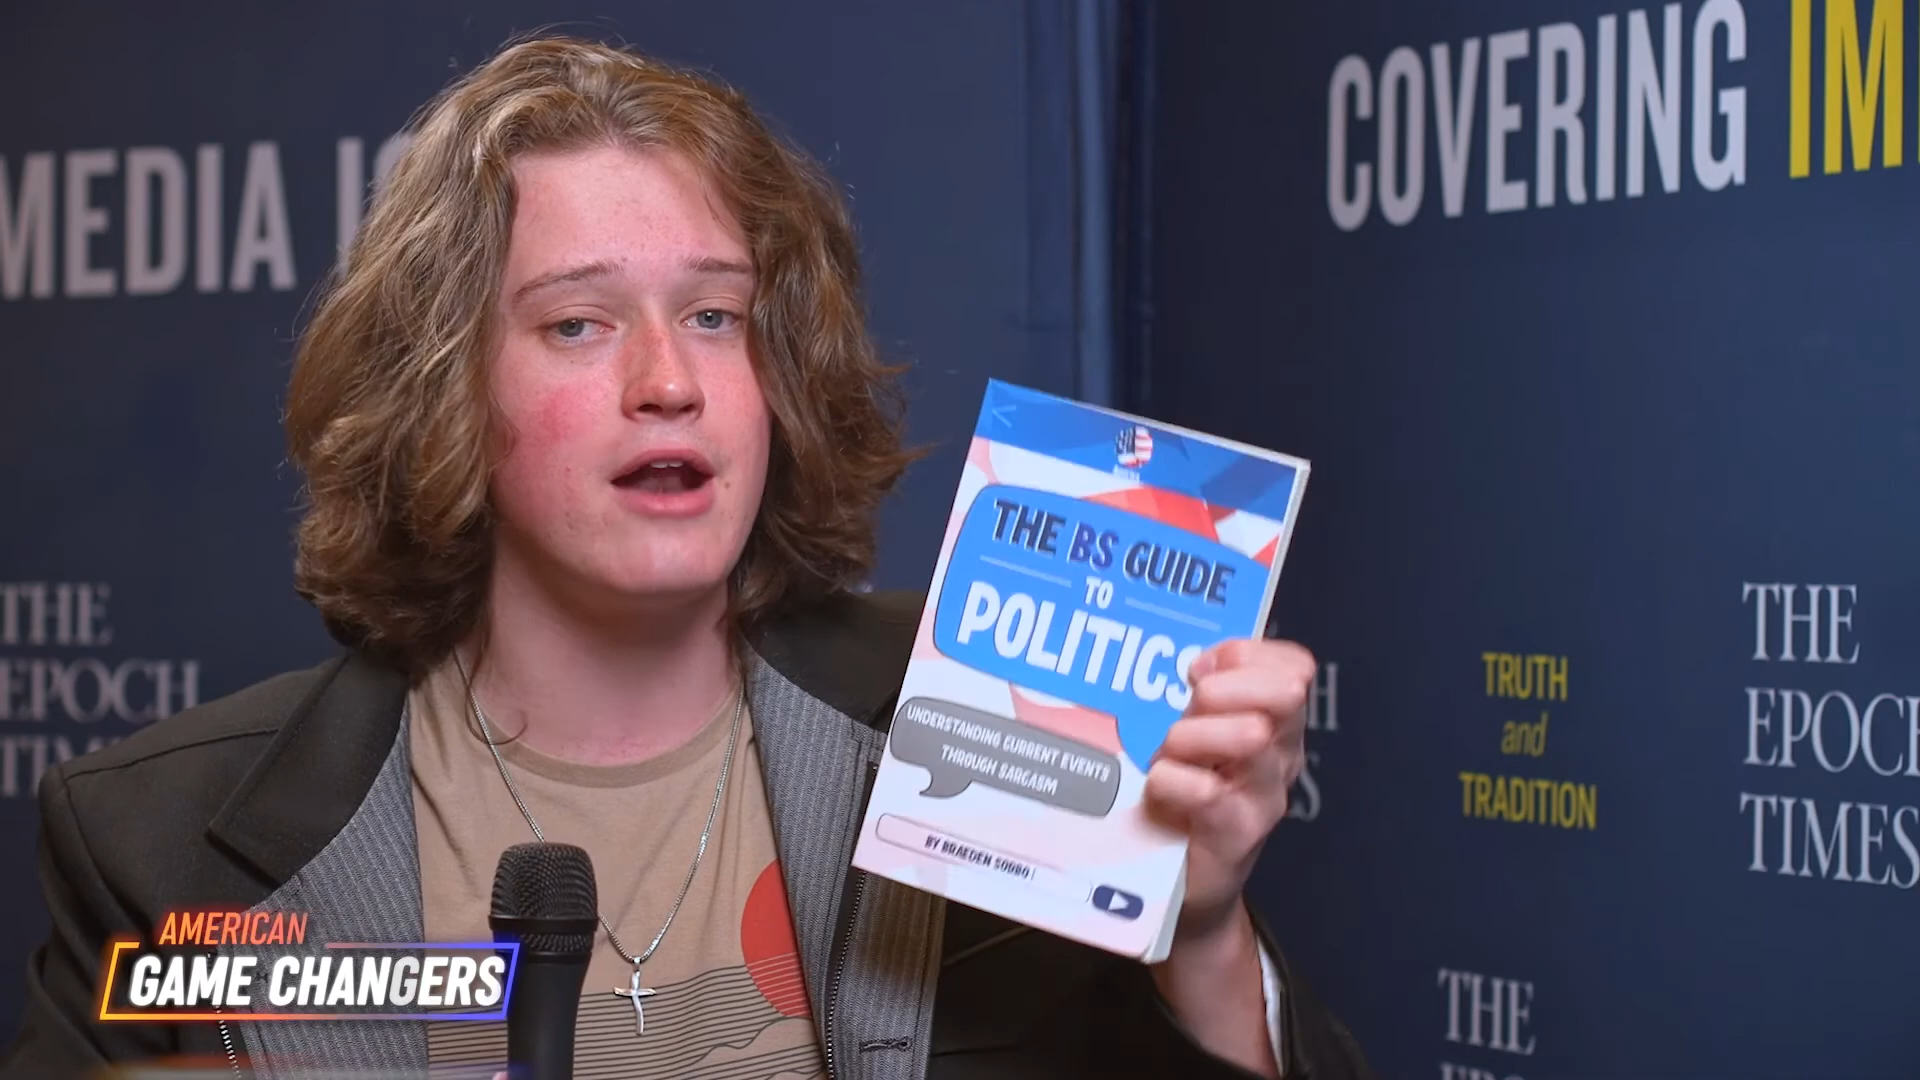 MEDIA
COVERING
THE
EPOCH
THE BS GUIDE
TO
POLITICS
UNDERSTANDING CURRENT EVENTS
THROUGH SARCASM
BY BRAEDEN SORBO
TRUTH
and
TRADITION
THE
EPOCH
TIMES
THE
AMERICAN
GAME CHANGERS